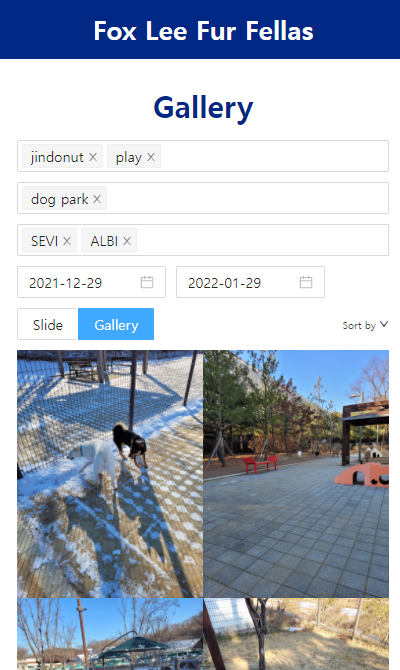 Fox Lee Fur Fellas
Gallery
jindonut × play ×
dog park ×
SEVI × ALBI ×
2021-12-29 2022-01-29
Slide Gallery Sort by